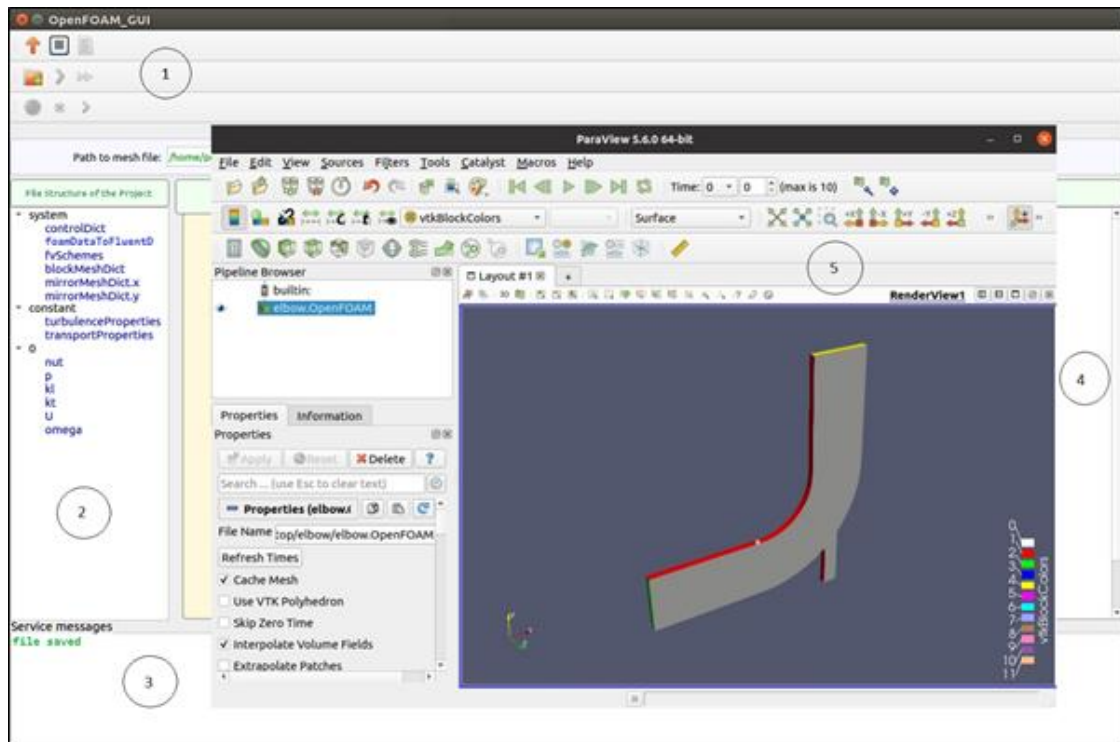 OpenFOAM_GUI
1
Path to mesh file:
ParaView 5.6.0 64-bit
File Edit View Sources Filters Tools Catalyst Macros Help
Time: 0 0 (max is 10)
vtkBlockColors Surface
5
Pipeline Browser
builtin:
elbow.OpenFOAM
Layout #1
3D
RenderView1
File Structure of the Project
system
controlDict
foamDataToFluentD
fvSchemes
blockMeshDict
mirrorMeshDict.x
mirrorMeshDict.y
constant
turbulenceProperties
transportProperties
0
nut
p
kl
kt
U
omega
2
4
Properties Information
Properties
Apply Reset Delete ?
Search ... (use Esc to clear text)
Properties (elbow.
File Name top/elbow/elbow.OpenFOAM
Refresh Times
Cache Mesh
Use VTK Polyhedron
Skip Zero Time
Interpolate Volume Fields
Extrapolate Patches
0
1
2
3
4
5
6
7
8
9
10
11
vtkBlockColors
Service messages
file saved
3